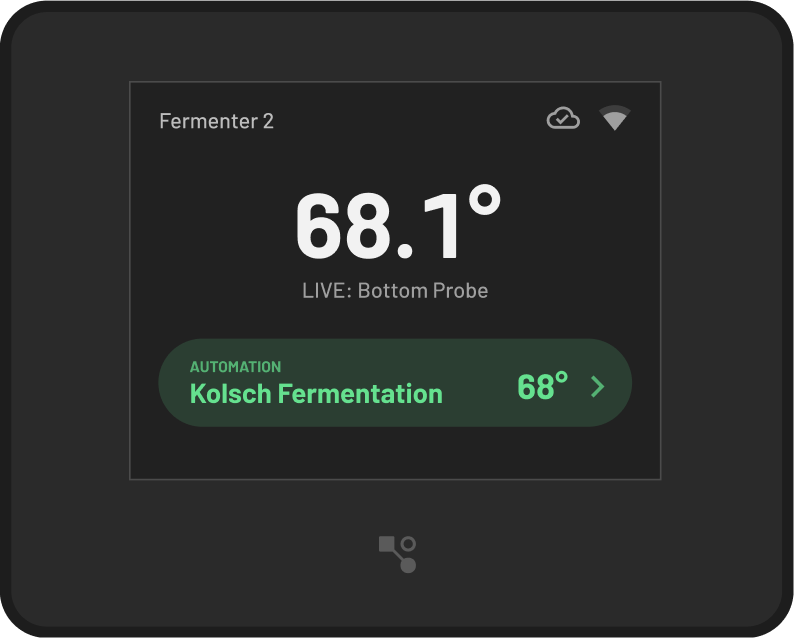 Fermenter 2
68.1°
LIVE: Bottom Probe
AUTOMATION
Kolsch Fermentation
68°